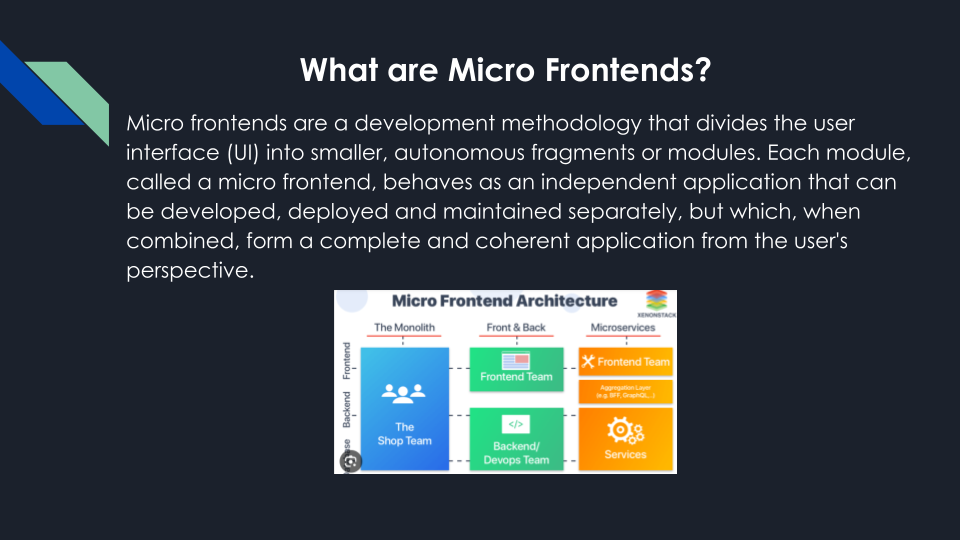 What are Micro Frontends?
Micro frontends are a development methodology that divides the user
interface (UI) into smaller, autonomous fragments or modules. Each module,
called a micro frontend, behaves as an independent application that can
be developed, deployed and maintained separately, but which, when
combined, form a complete and coherent application from the user's
perspective.
Micro Frontend Architecture
XENONSTACK
The Monolith
Front & Back
Microservices
Frontend
Backend
The
Shop Team
Frontend Team
</>
Backend/
Devops Team
Frontend Team
Aggregation Layer
(e.g. BFF, GraphQL,..)
Services